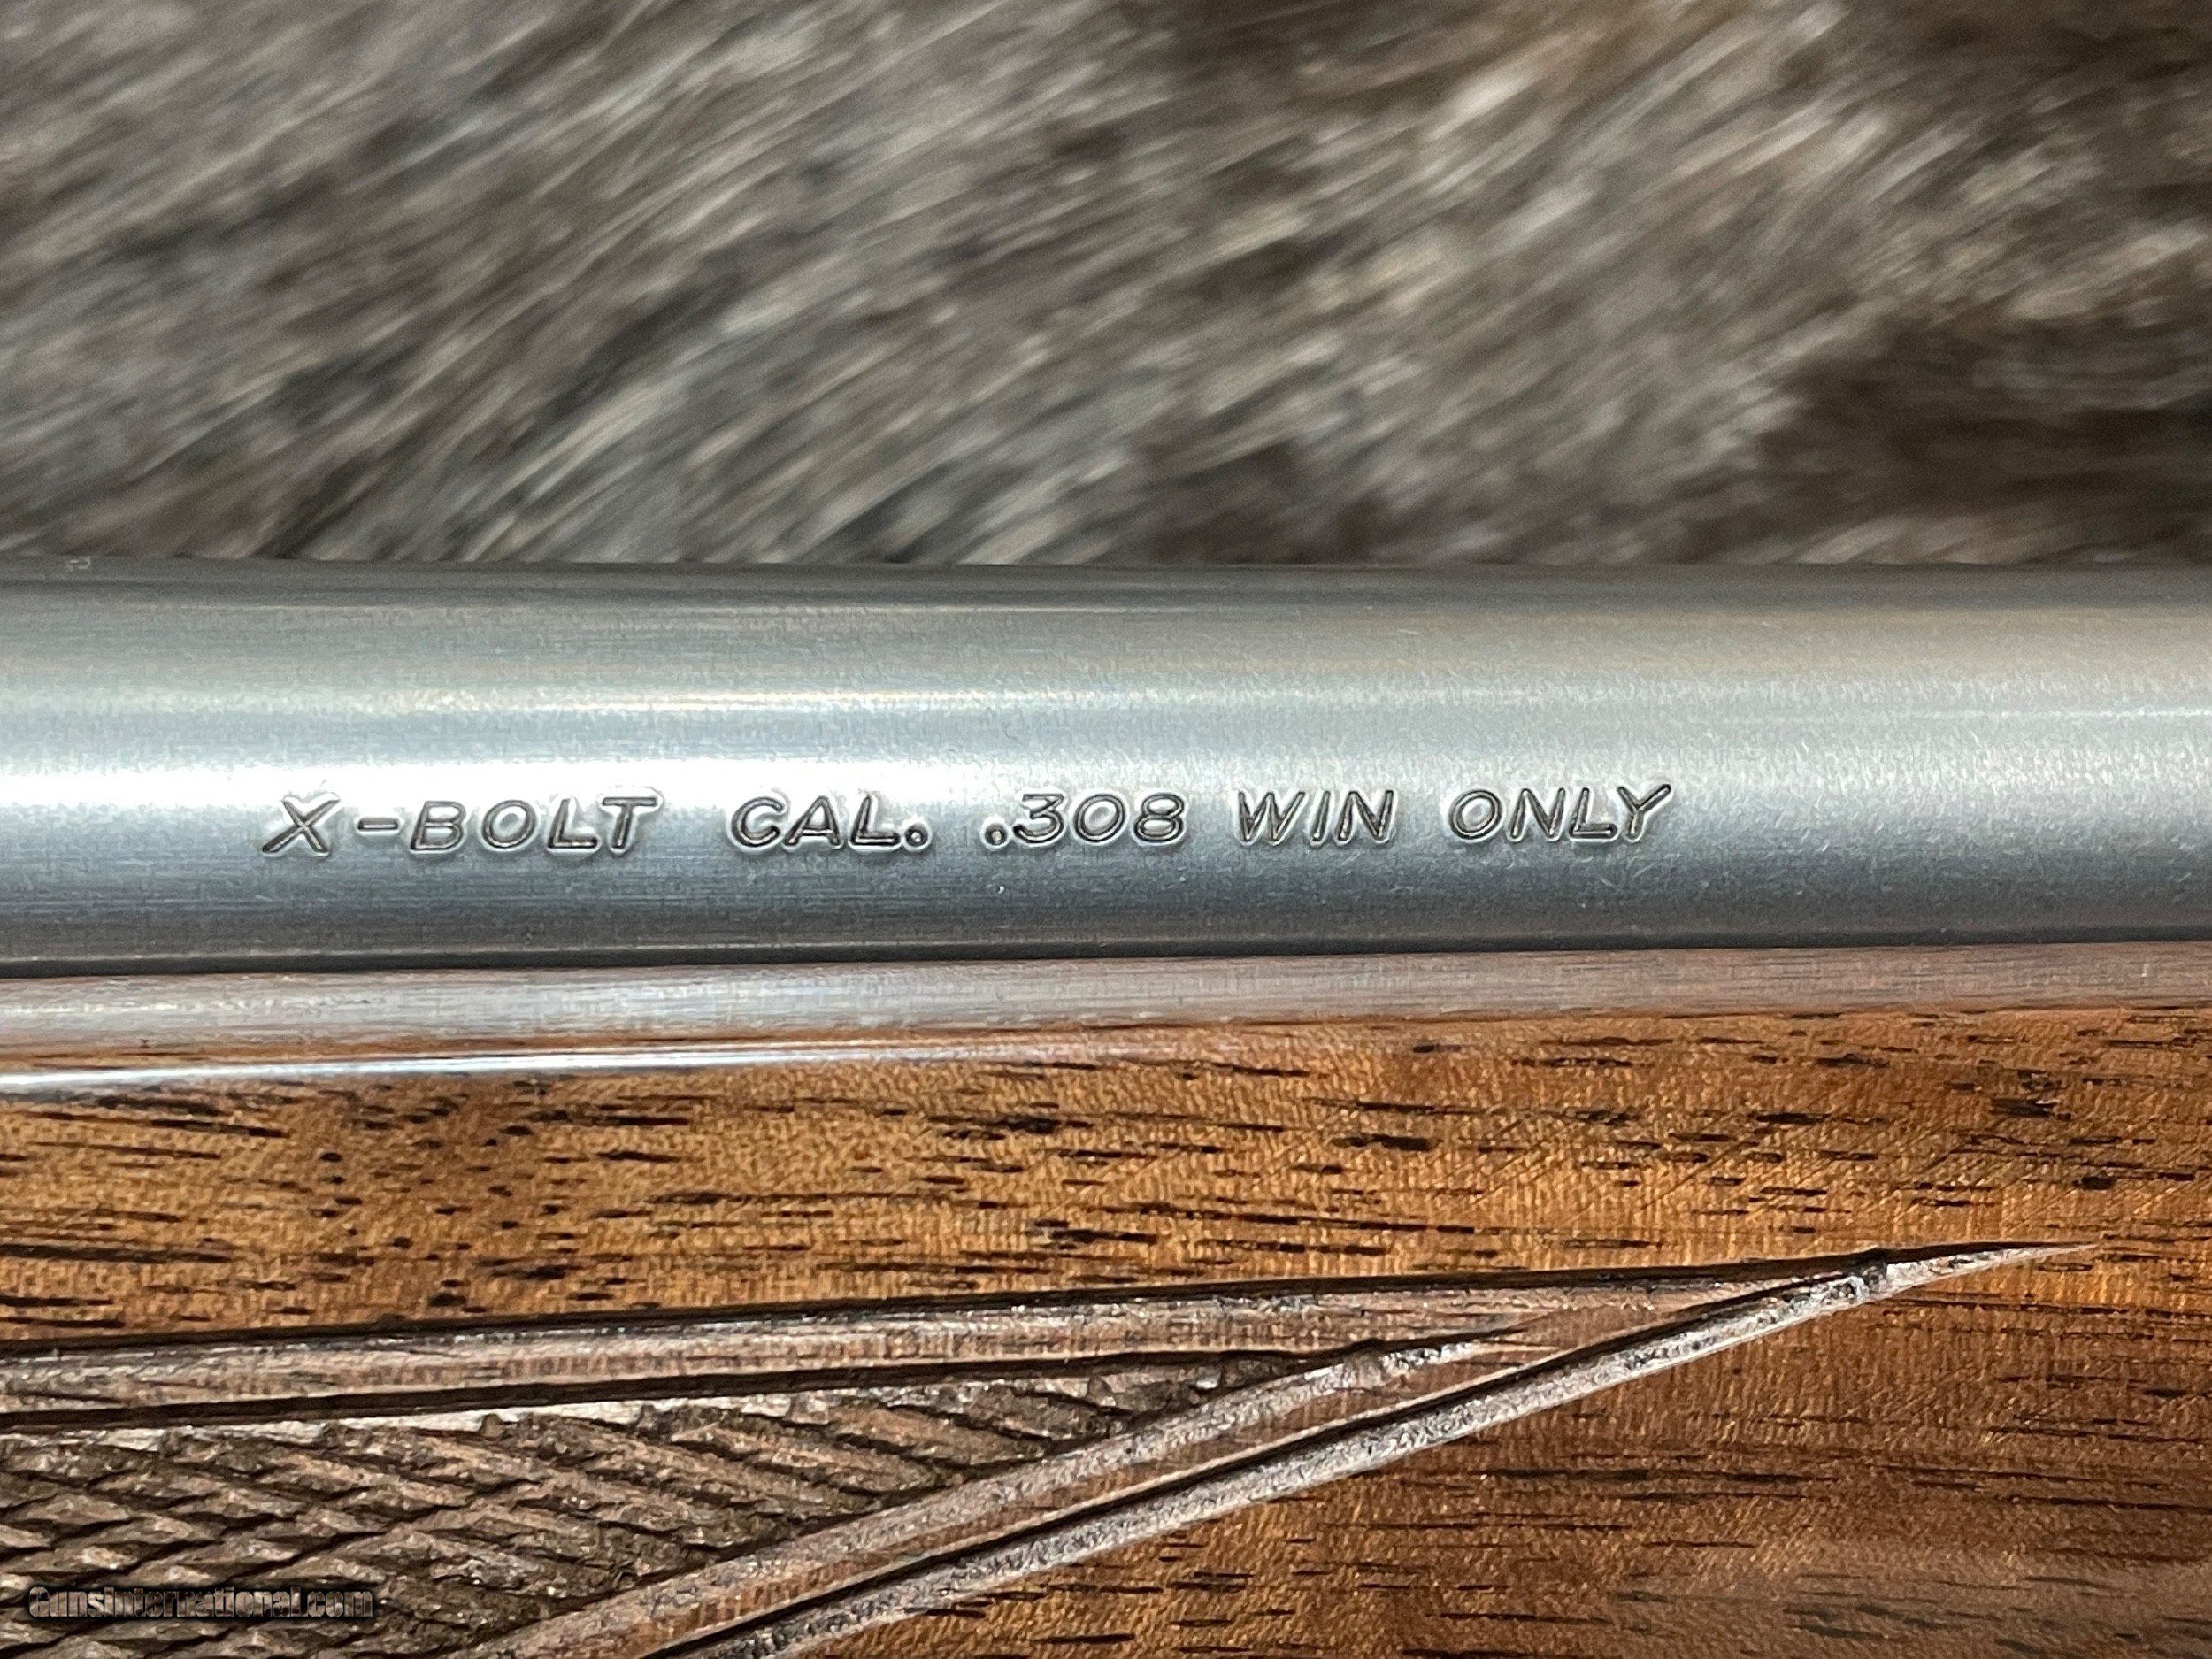 X-BOLT CAL. .308 WIN ONLY
GunsInternational.com